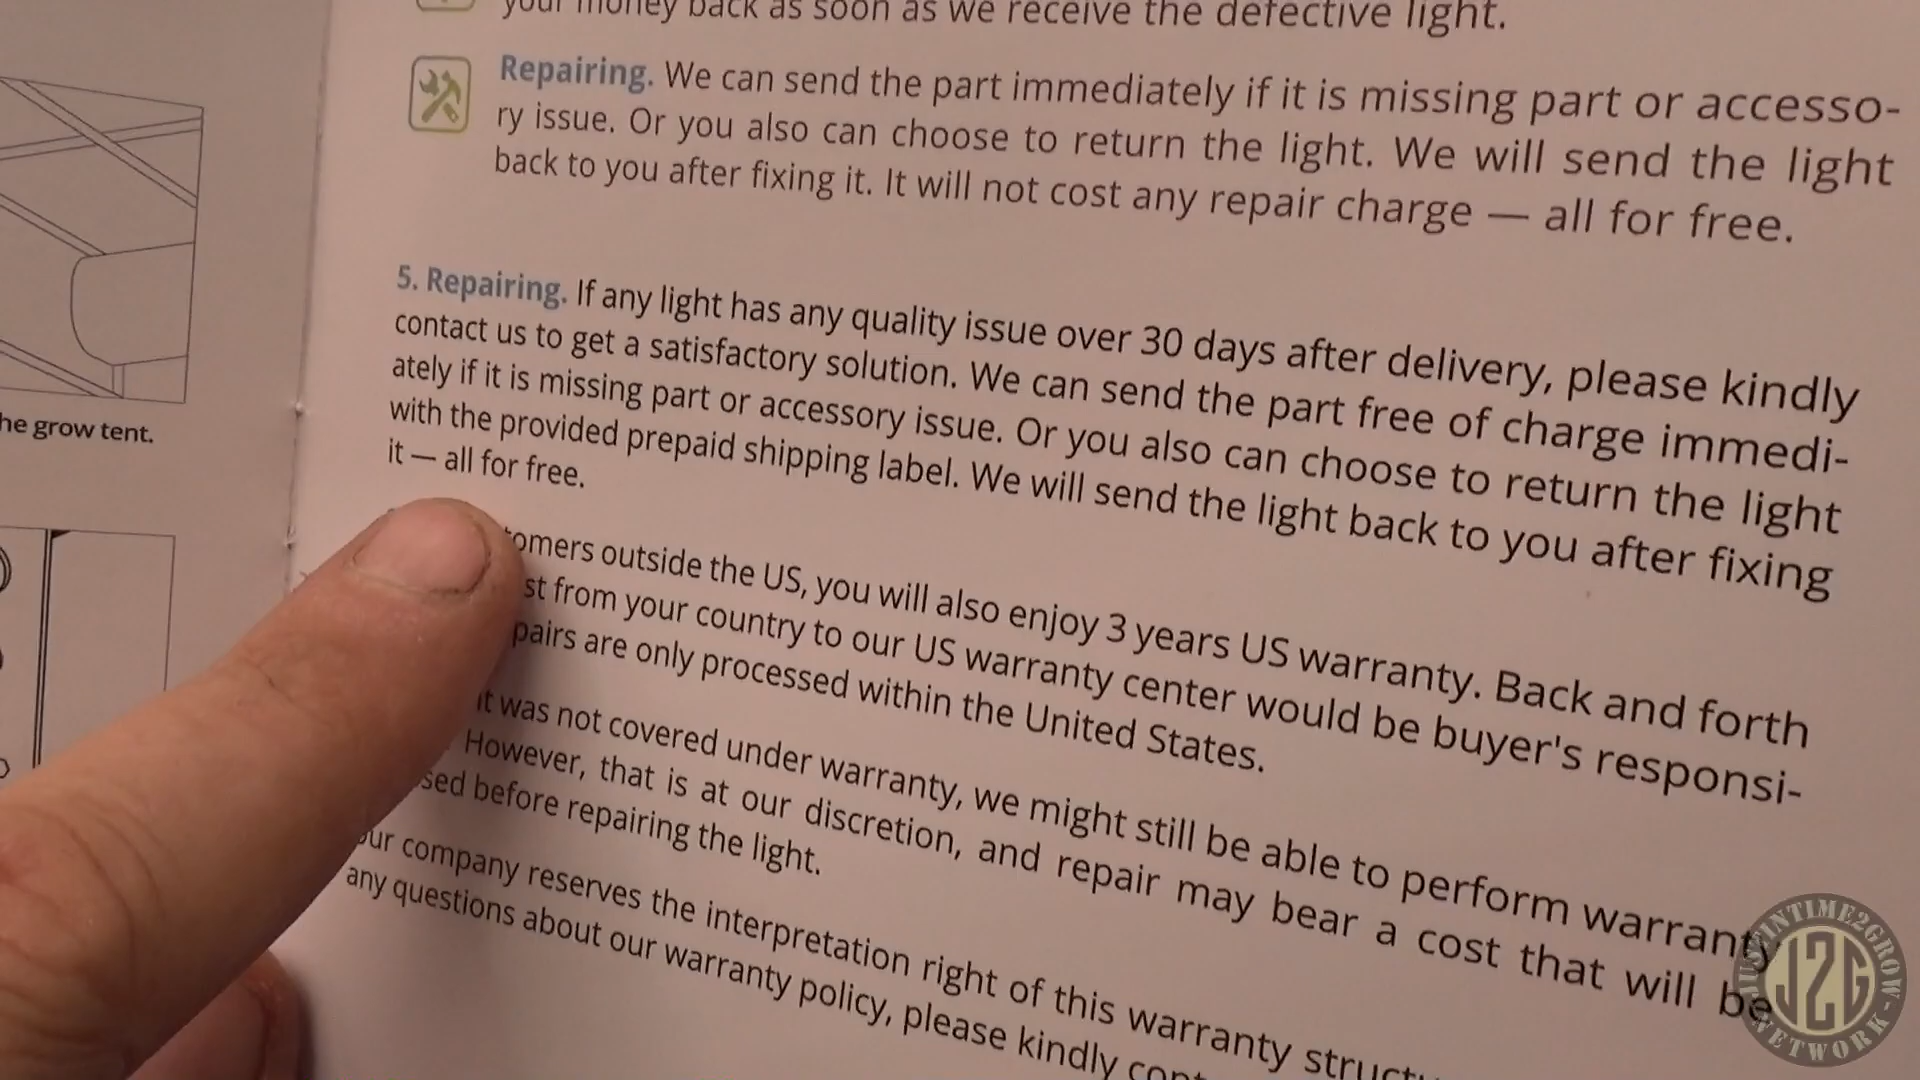 your money back as soon as we receive the defective light.
Repairing. We can send the part immediately if it is missing part or accesso-
ry issue. Or you also can choose to return the light. We will send the light
back to you after fixing it. It will not cost any repair charge — all for free.
5. Repairing. If any light has any quality issue over 30 days after delivery, please kindly
contact us to get a satisfactory solution. We can send the part free of charge immedi-
ately if it is missing part or accessory issue. Or you also can choose to return the light
with the provided prepaid shipping label. We will send the light back to you after fixing
it — all for free.
tomers outside the US, you will also enjoy 3 years US warranty. Back and forth
st from your country to our US warranty center would be buyer's responsi-
pairs are only processed within the United States.
it was not covered under warranty, we might still be able to perform warranty
However, that is at our discretion, and repair may bear a cost that will be
sed before repairing the light.
our company reserves the interpretation right of this warranty struct
any questions about our warranty policy, please kindly con
he grow tent.
JUSTINTIME2GROW
J2G
NETWORK